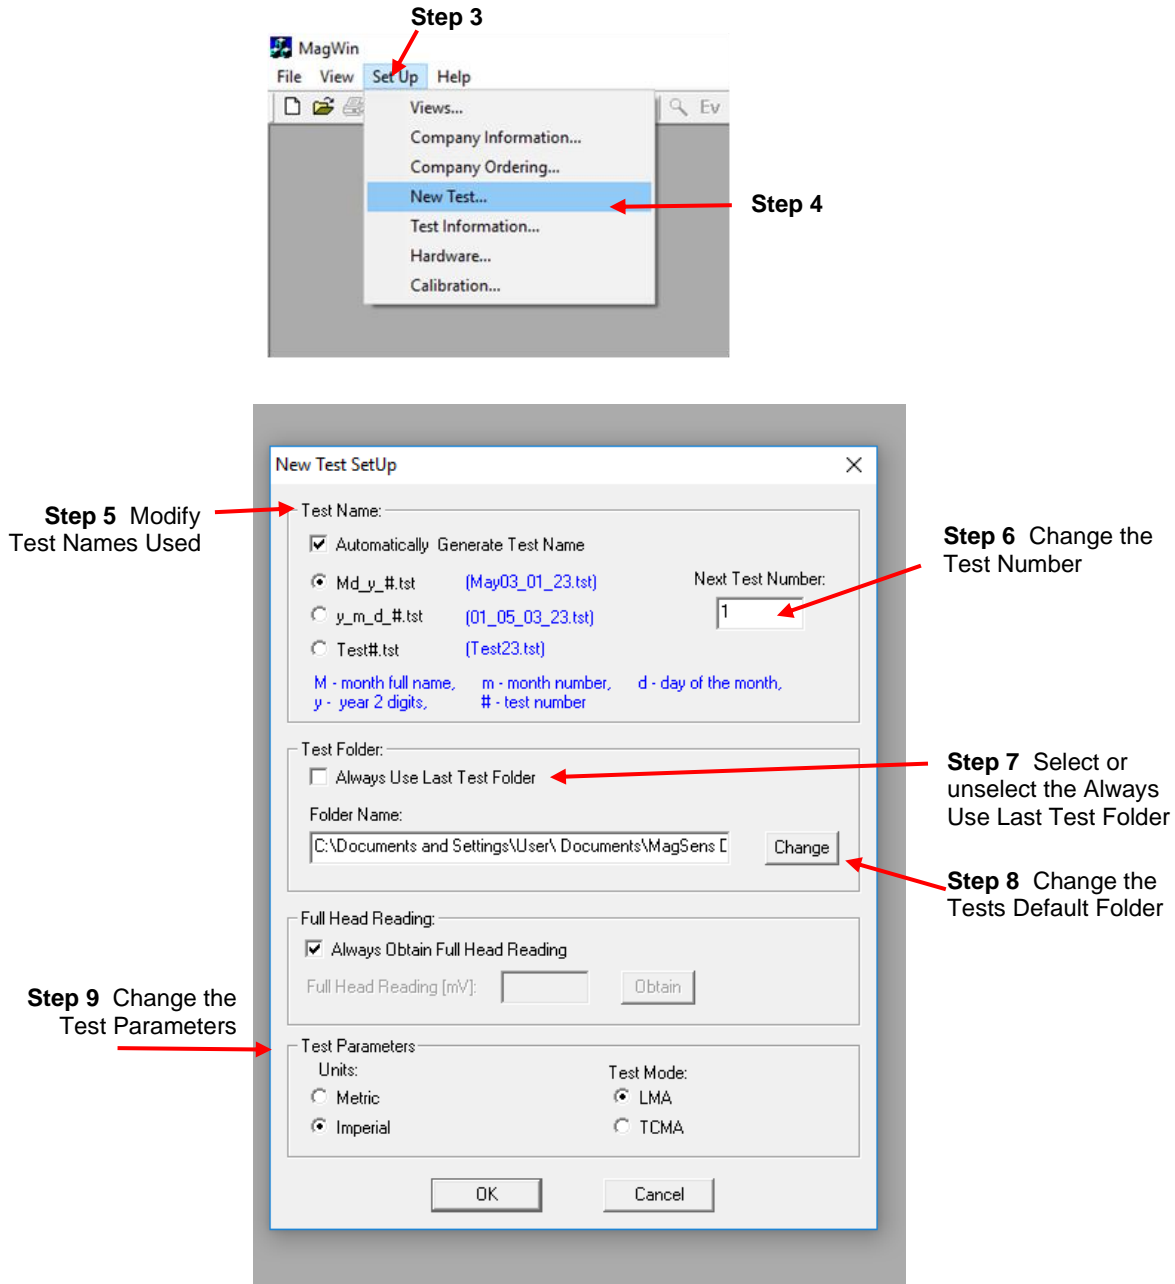 Step 3
MagWin
File View Set Up Help
Views...
Ev
Company Information...
Company Ordering...
New Test...
Step 4
Test Information...
Hardware...
Calibration...
New Test SetUp
Step 5 Modify
Test Names Used
Test Name:
Automatically Generate Test Name
Step 6 Change the
Test Number
Md_y_#.tst (May03_01_23.tst)
Next Test Number:
1
y_m_d_#.tst (01_05_03_23.tst)
Test#.tst (Test23.tst)
M - month full name, m - month number, d - day of the month,
y - year 2 digits, # - test number
Test Folder:
Always Use Last Test Folder
Step 7 Select or
unselect the Always
Use Last Test Folder
Folder Name:
C:\Documents and Settings\User\ Documents\MagSens D
Change
Step 8 Change the
Tests Default Folder
Full Head Reading:
Always Obtain Full Head Reading
Full Head Reading [mV]:
Obtain
Step 9 Change the
Test Parameters
Test Parameters
Units:
Test Mode:
Metric
LMA
Imperial
TCMA
OK
Cancel